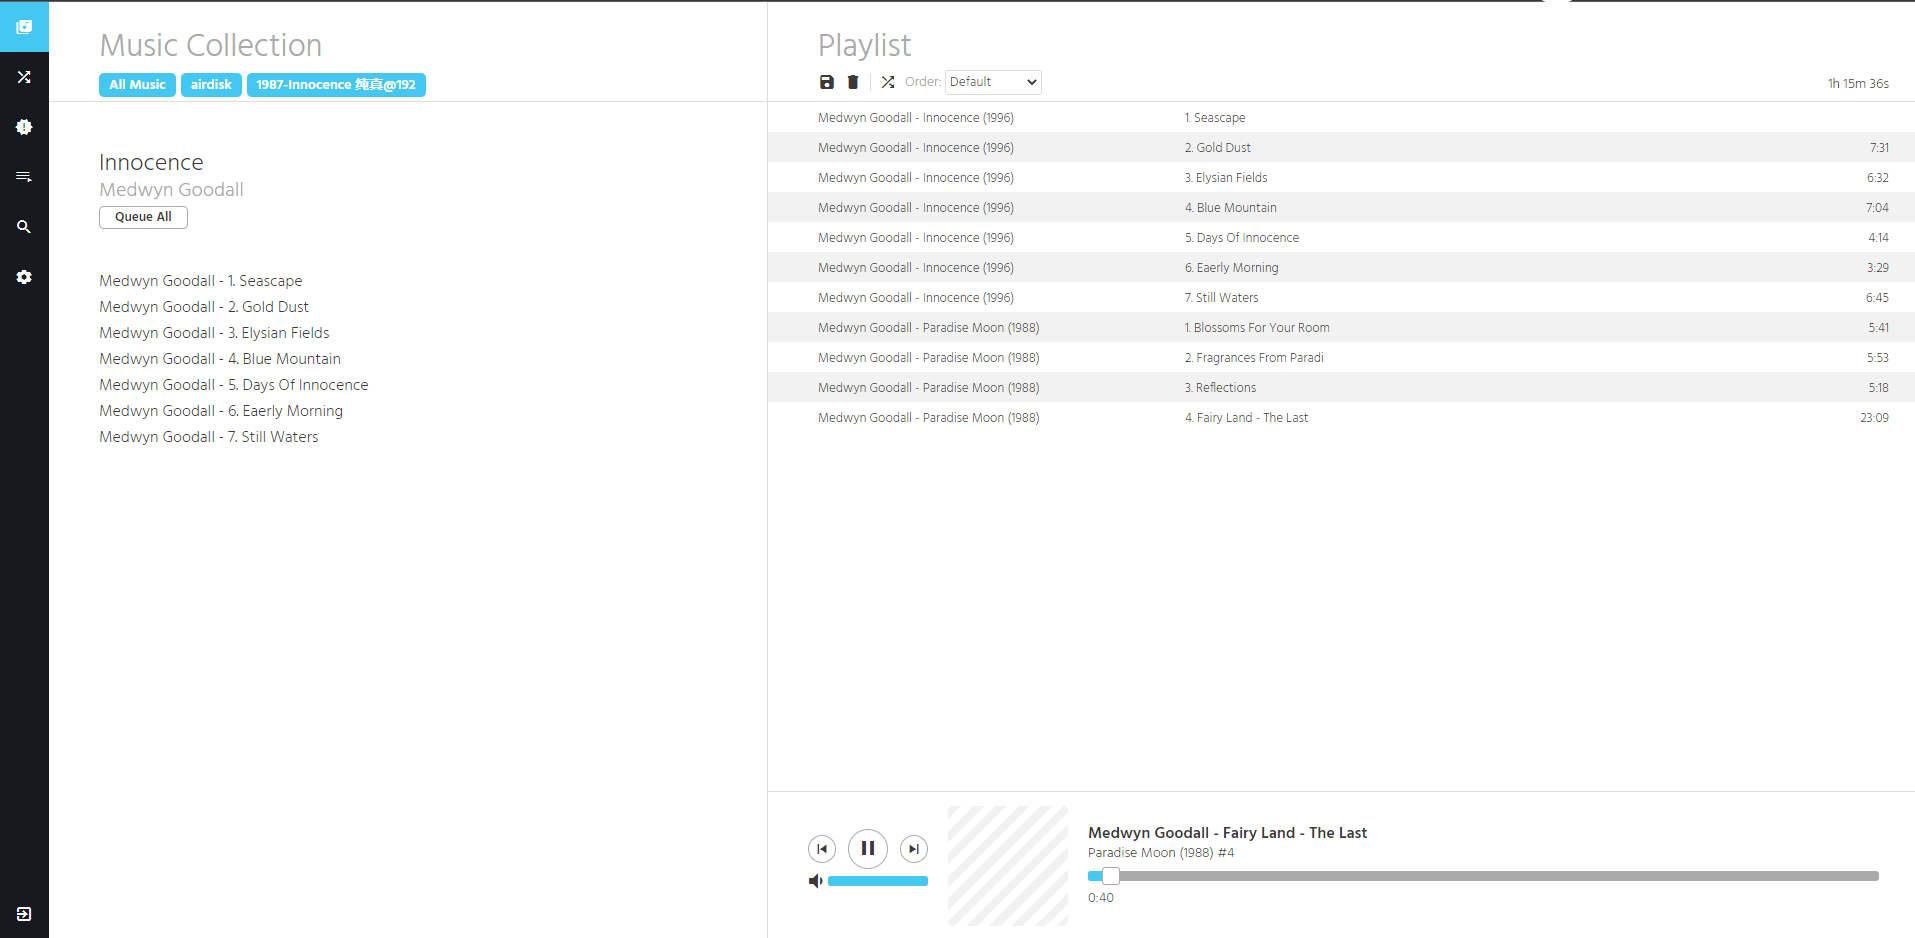 Music Collection
All Music airdisk 1987-Innocence 纯真@192
Innocence
Medwyn Goodall
Queue All
Medwyn Goodall - 1. Seascape
Medwyn Goodall - 2. Gold Dust
Medwyn Goodall - 3. Elysian Fields
Medwyn Goodall - 4. Blue Mountain
Medwyn Goodall - 5. Days Of Innocence
Medwyn Goodall - 6. Eaerly Morning
Medwyn Goodall - 7. Still Waters
Playlist
Order: Default 1h 15m 36s
Medwyn Goodall - Innocence (1996) 1. Seascape
Medwyn Goodall - Innocence (1996) 2. Gold Dust 7:31
Medwyn Goodall - Innocence (1996) 3. Elysian Fields 6:32
Medwyn Goodall - Innocence (1996) 4. Blue Mountain 7:04
Medwyn Goodall - Innocence (1996) 5. Days Of Innocence 4:14
Medwyn Goodall - Innocence (1996) 6. Eaerly Morning 3:29
Medwyn Goodall - Innocence (1996) 7. Still Waters 6:45
Medwyn Goodall - Paradise Moon (1988) 1. Blossoms For Your Room 5:41
Medwyn Goodall - Paradise Moon (1988) 2. Fragrances From Paradi 5:53
Medwyn Goodall - Paradise Moon (1988) 3. Reflections 5:18
Medwyn Goodall - Paradise Moon (1988) 4. Fairy Land - The Last 23:09
Medwyn Goodall - Fairy Land - The Last
Paradise Moon (1988) #4
0:40